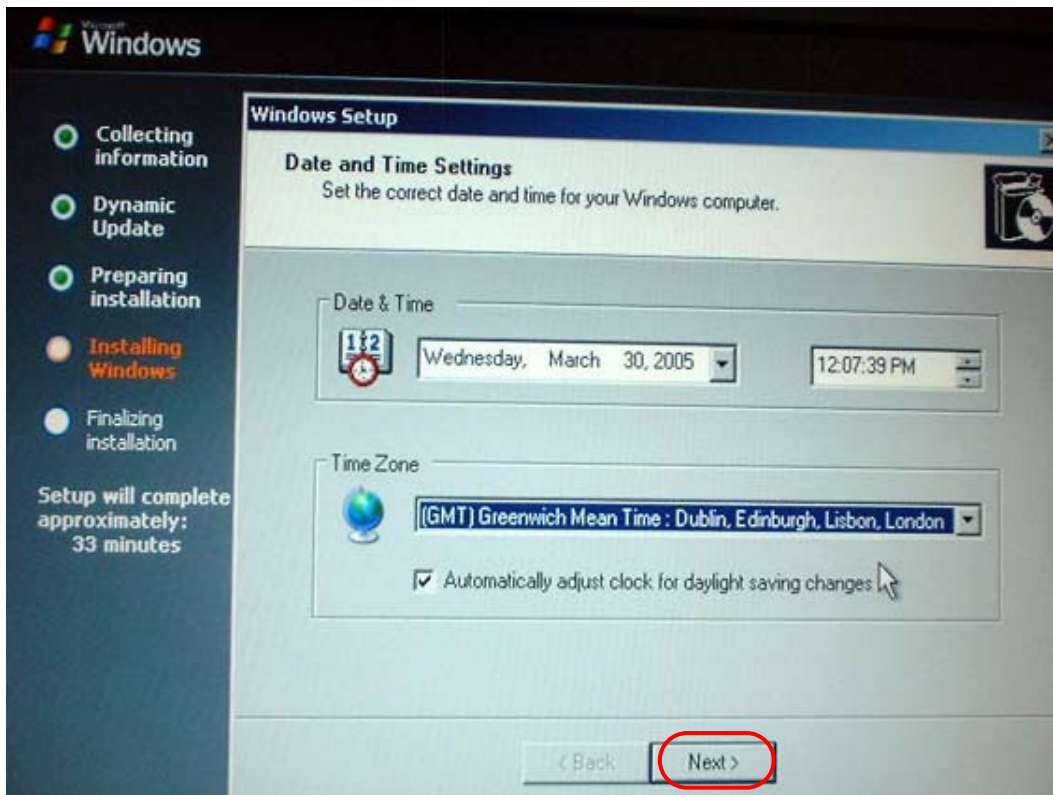 Microsoft
Windows
Collecting
information
Dynamic
Update
Preparing
installation
Installing
Windows
Finalizing
installation
Setup will complete
approximately:
33 minutes
Windows Setup
Date and Time Settings
Set the correct date and time for your Windows computer.
Date & Time
Wednesday, March 30, 2005
12:07:39 PM
Time Zone
(GMT) Greenwich Mean Time : Dublin, Edinburgh, Lisbon, London
Automatically adjust clock for daylight saving changes
< Back
Next >